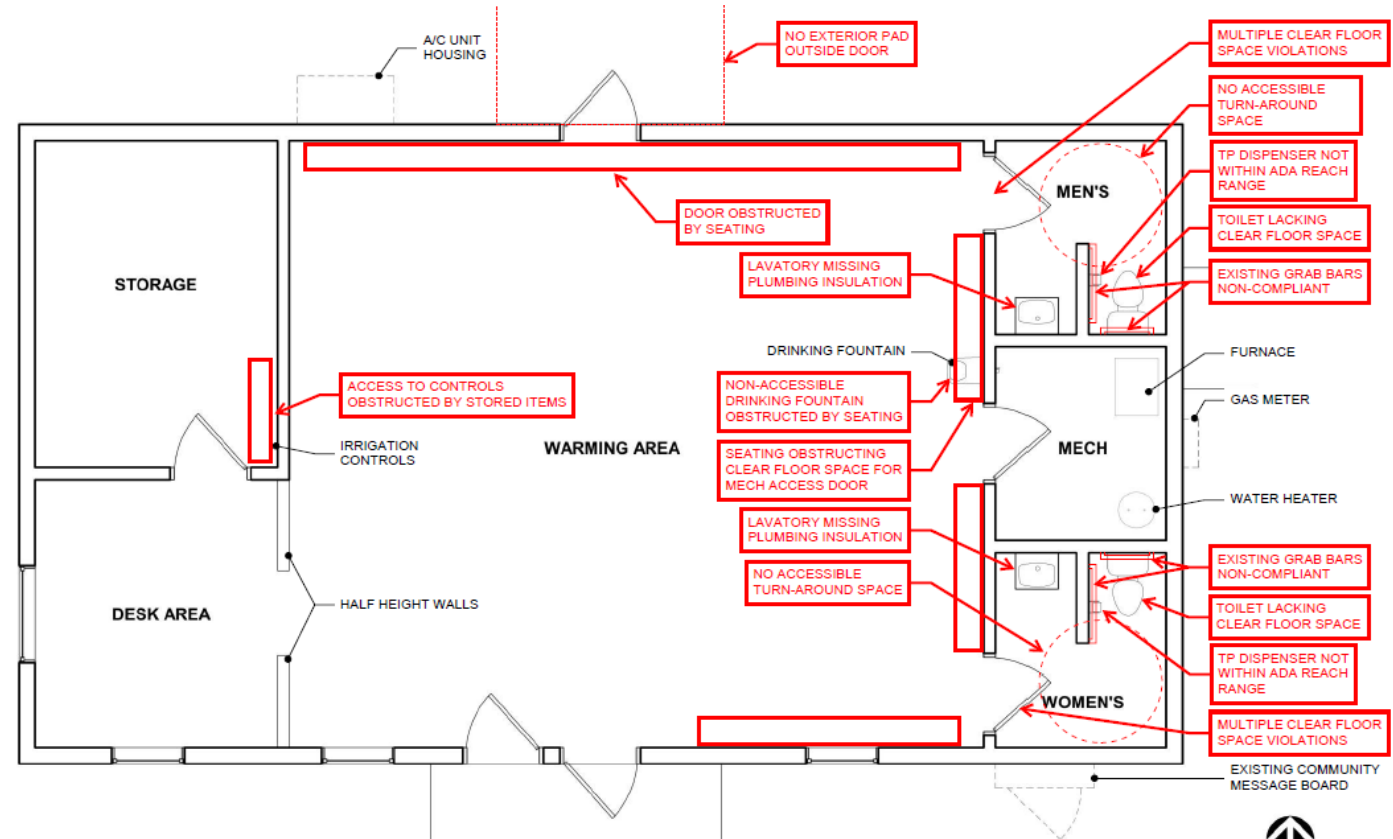 A/C UNIT
HOUSING
NO EXTERIOR PAD
OUTSIDE DOOR
MULTIPLE CLEAR FLOOR
SPACE VIOLATIONS
NO ACCESSIBLE
TURN-AROUND
SPACE
TP DISPENSER NOT
WITHIN ADA REACH
RANGE
MEN'S
DOOR OBSTRUCTED
BY SEATING
TOILET LACKING
CLEAR FLOOR SPACE
LAVATORY MISSING
PLUMBING INSULATION
EXISTING GRAB BARS
NON-COMPLIANT
STORAGE
DRINKING FOUNTAIN
FURNACE
ACCESS TO CONTROLS
OBSTRUCTED BY STORED ITEMS
NON-ACCESSIBLE
DRINKING FOUNTAIN
OBSTRUCTED BY SEATING
GAS METER
IRRIGATION
CONTROLS
WARMING AREA
SEATING OBSTRUCTING
CLEAR FLOOR SPACE FOR
MECH ACCESS DOOR
MECH
WATER HEATER
LAVATORY MISSING
PLUMBING INSULATION
NO ACCESSIBLE
TURN-AROUND SPACE
EXISTING GRAB BARS
NON-COMPLIANT
DESK AREA
HALF HEIGHT WALLS
TOILET LACKING
CLEAR FLOOR SPACE
TP DISPENSER NOT
WITHIN ADA REACH
RANGE
WOMEN'S
MULTIPLE CLEAR FLOOR
SPACE VIOLATIONS
EXISTING COMMUNITY
MESSAGE BOARD